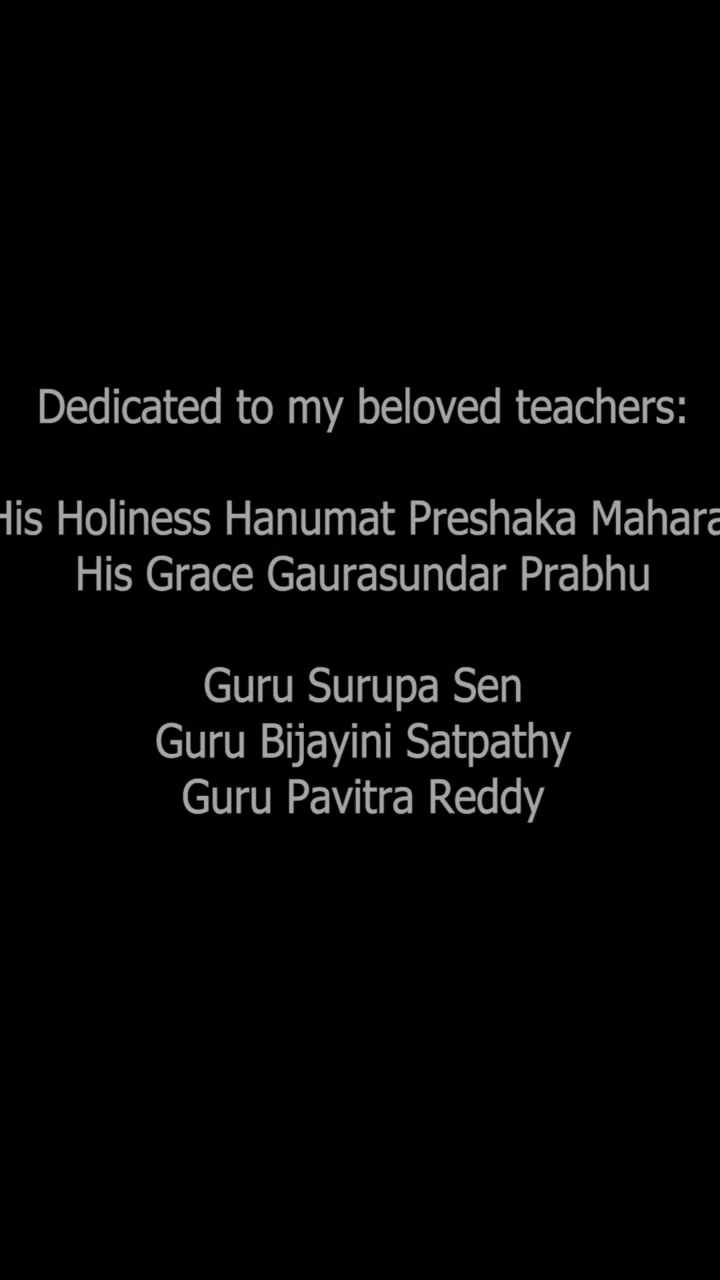 Dedicated to my beloved teachers:
His Holiness Hanumat Preshaka Mahara
His Grace Gaurasundar Prabhu
Guru Surupa Sen
Guru Bijayini Satpathy
Guru Pavitra Reddy